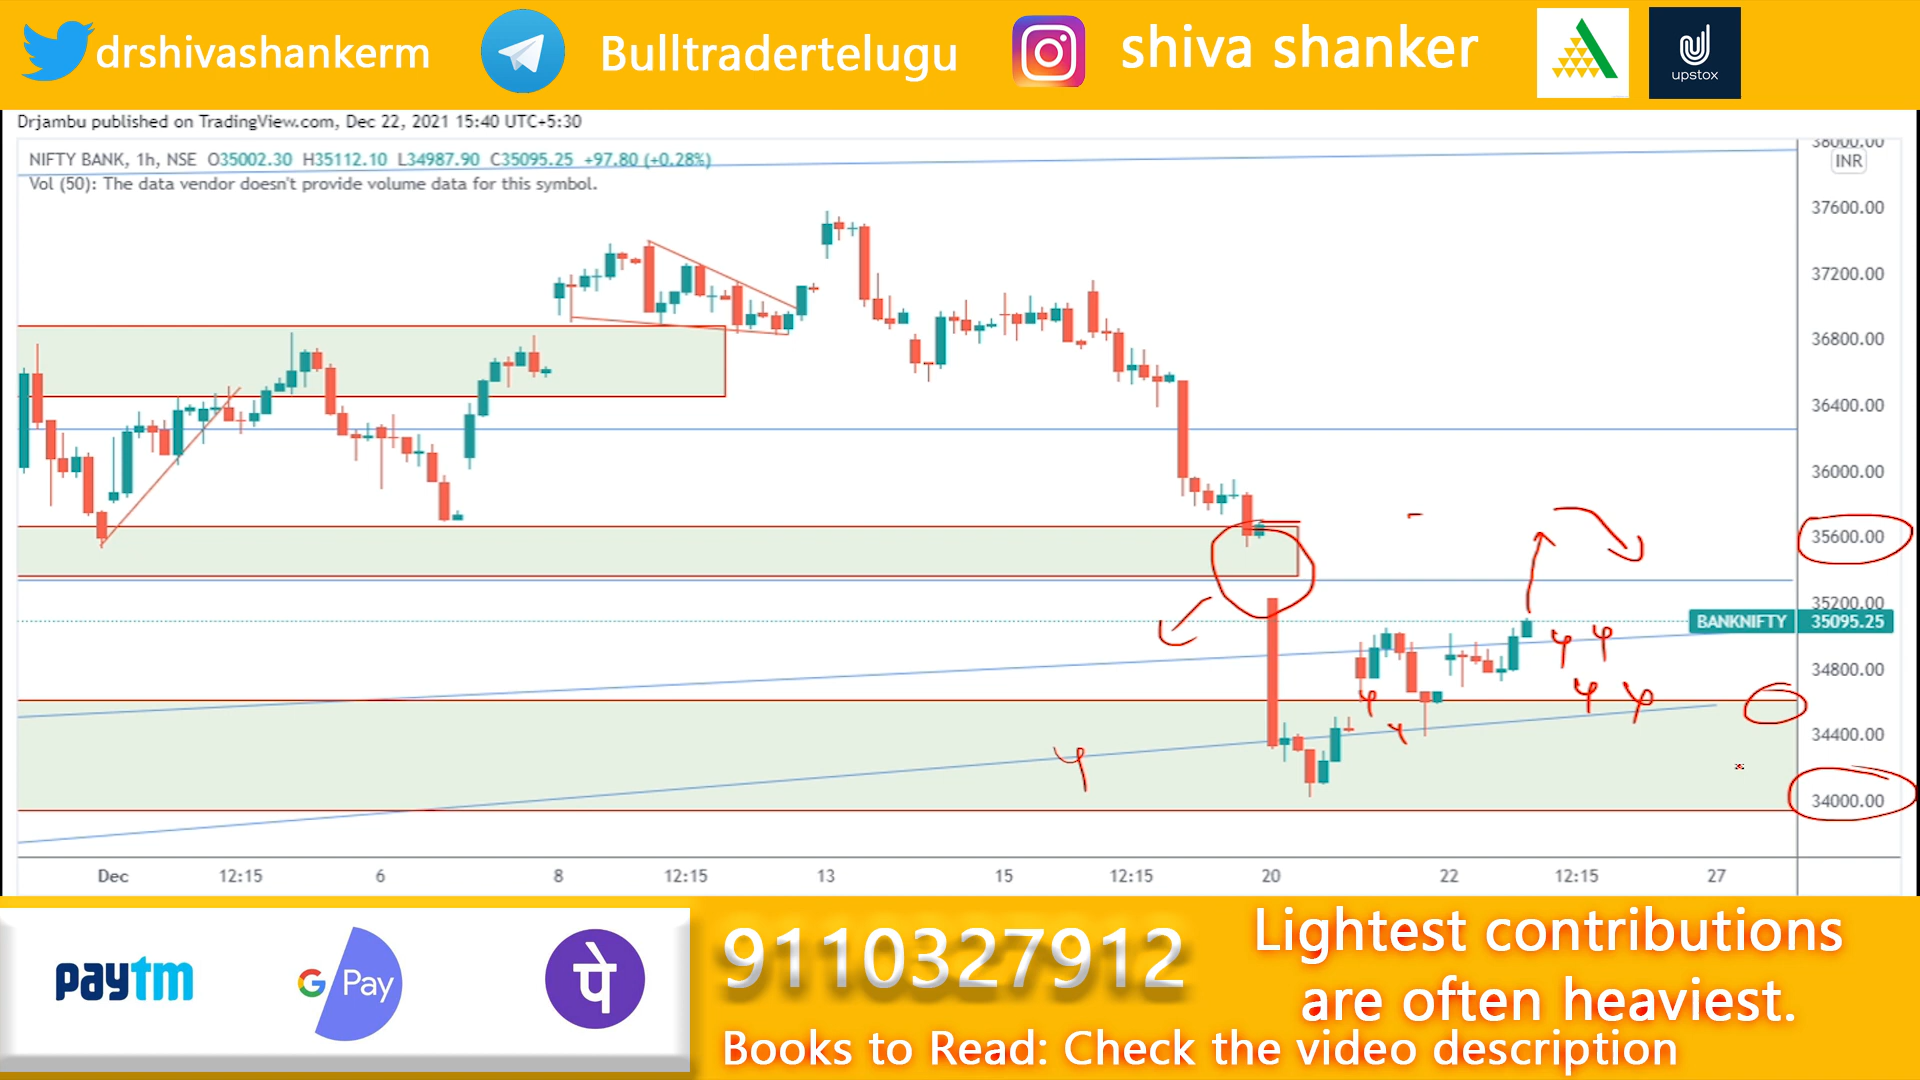 drshivashankerm
Bulltradertelugu
shiva shanker
upstox
Drjambu published on TradingView.com, Dec 22, 2021 15:40 UTC+5:30
NIFTY BANK, 1h, NSE O35002.30 H35112.10 L34987.90 C35095.25 +97.80 (+0.28%)
Vol (50): The data vendor doesn't provide volume data for this symbol.
38000.00
INR
37600.00
37200.00
36800.00
36400.00
36000.00
35600.00
35200.00
BANKNIFTY 35095.25
34800.00
34400.00
34000.00
Dec 12:15 6 8 12:15 13 15 12:15 20 22 12:15 27
paytm
G Pay
पे
9110327912
Lightest contributions
are often heaviest.
Books to Read: Check the video description